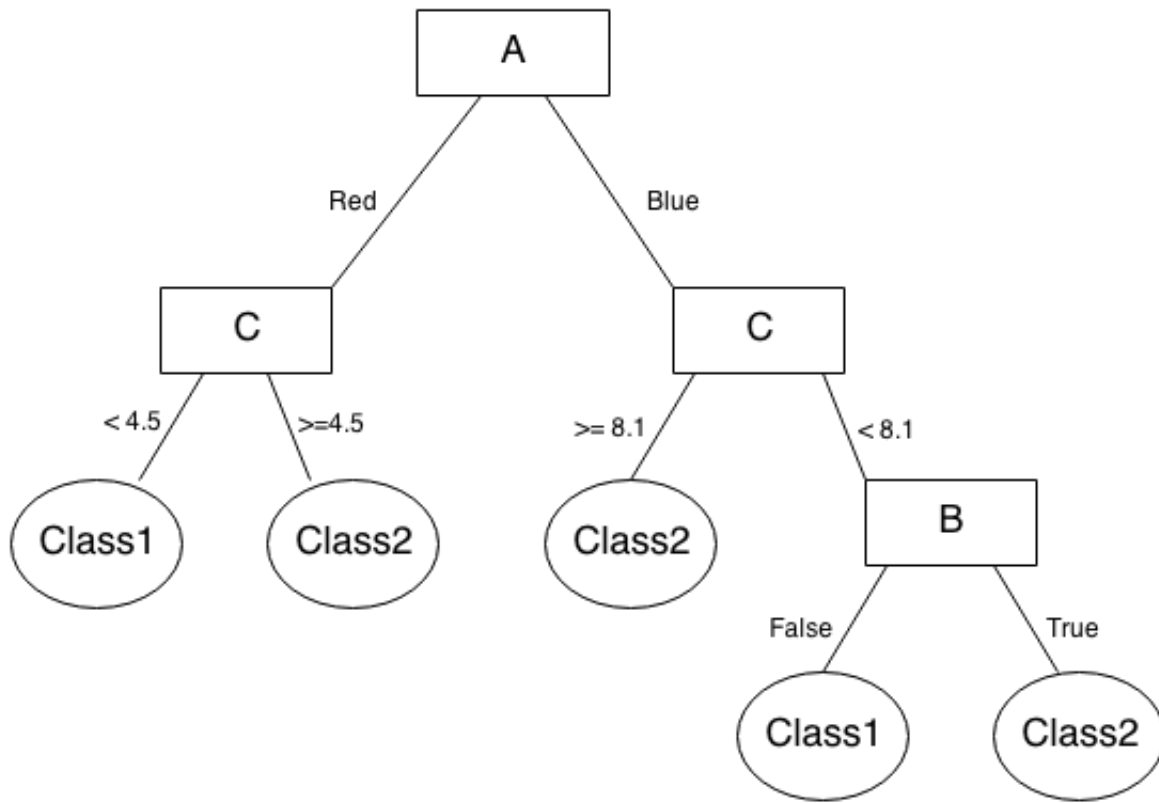 A
Red
Blue
C
C
< 4.5
>=4.5
>= 8.1
< 8.1
Class1
Class2
Class2
B
False
True
Class1
Class2